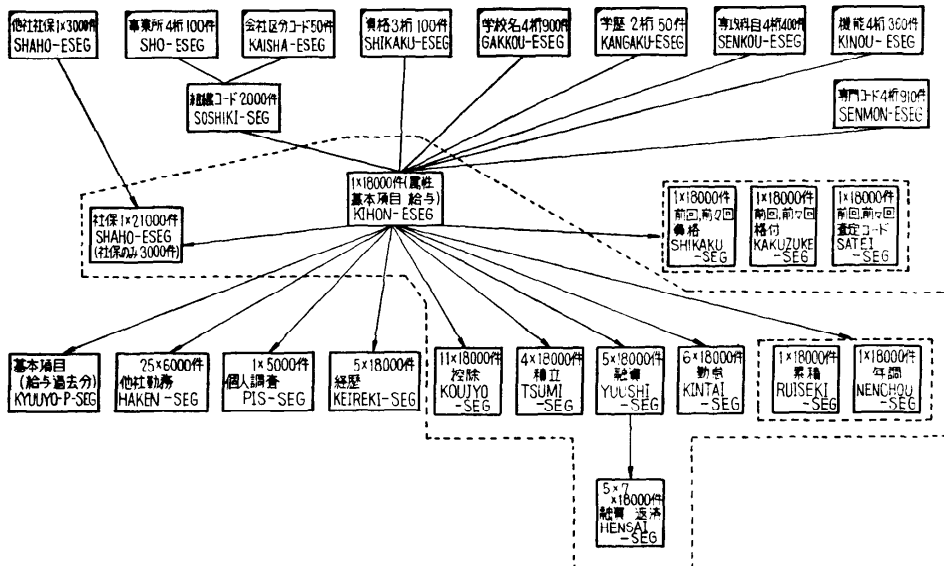 他社社保1×3000件
SHAHO-ESEG
事業所4桁100件
SHO-ESEG
会社区分コード50件
KAISHA-ESEG
資格3桁100件
SHIKAKU-ESEG
学校名4桁900件
GAKKOU-ESEG
学歴2桁50件
KANGAKU-ESEG
専攻科目4桁400件
SENKOU-ESEG
機能4桁360件
KINOU-ESEG
組織コード2000件
SOSHIKI-SEG
専門コード4桁910件
SENMON-ESEG
1×18000件(属性
基本項目 給与)
KIHON-ESEG
社保1×21000件
SHAHO-ESEG
(社保のみ3000件)
1×18000件
前回,前々回
資格
SHIKAKU
-SEG
1×18000件
前回,前々回
格付
KAKUZUKE
-SEG
1×18000件
前回,前々回
査定コード
SATEI
-SEG
基本項目
(給与過去分)
KYUUYO-P-SEG
25×6000件
他社勤務
HAKEN-SEG
1×5000件
個人調査
PIS-SEG
5×18000件
経歴
KEIREKI-SEG
11×18000件
控除
KOUJYO
-SEG
4×18000件
積立
TSUMI
-SEG
5×18000件
融資
YUUSHI
-SEG
6×18000件
勤怠
KINTAI
-SEG
1×18000件
累積
RUISEKI
-SEG
1×18000件
年調
NENCHOU
-SEG
5×7
×18000件
融資 返済
HENSAI
-SEG